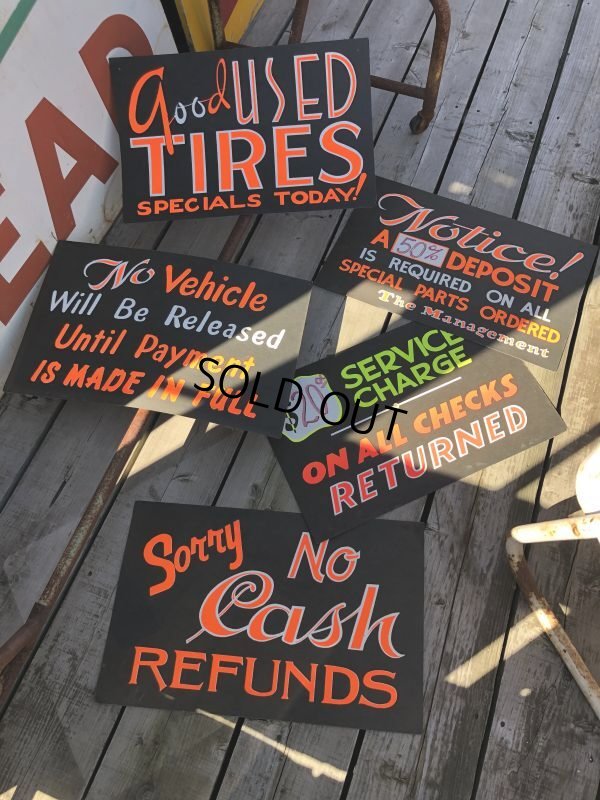 EA
Good USED
TIRES
SPECIALS TODAY!
Notice!
A 50% DEPOSIT
IS REQUIRED ON ALL
SPECIAL PARTS ORDERED
The Management
No Vehicle
Will Be Released
Until Payment
IS MADE IN FULL
SERVICE
CHARGE
ON ALL CHECKS
RETURNED
SOLD OUT
Sorry No
Cash
REFUNDS